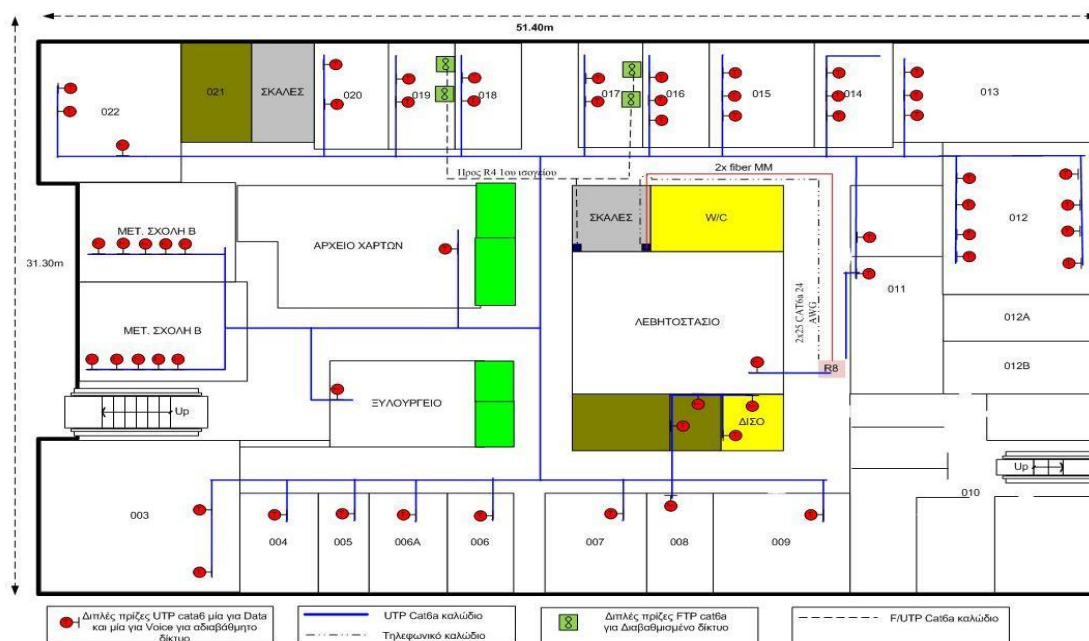 51.40m
022
021
ΣΚΑΛΕΣ
020
019
018
017
016
015
014
013
Προς R4 1ου ισογείου
2x fiber MM
ΜΕΤ. ΣΧΟΛΗ Β
ΑΡΧΕΙΟ ΧΑΡΤΩΝ
ΣΚΑΛΕΣ
W/C
012
31.30m
ΜΕΤ. ΣΧΟΛΗ Β
ΛΕΒΗΤΟΣΤΑΣΙΟ
2x25 CAT6a 24
AWG
011
012A
012B
R8
ΞΥΛΟΥΡΓΕΙΟ
Up
ΔΙΣΟ
Up
010
003
004
005
006A
006
007
008
009
Διπλές πρίζες UTP cata6 μία για Data
και μία για Voice για αδιαβάθμητο
δίκτυο
UTP Cat6a καλώδιο
Τηλεφωνικό καλώδιο
Διπλές πρίζες FTP cat6a
για Διαβαθμισμένο δίκτυο
F/UTP Cat6a καλώδιο